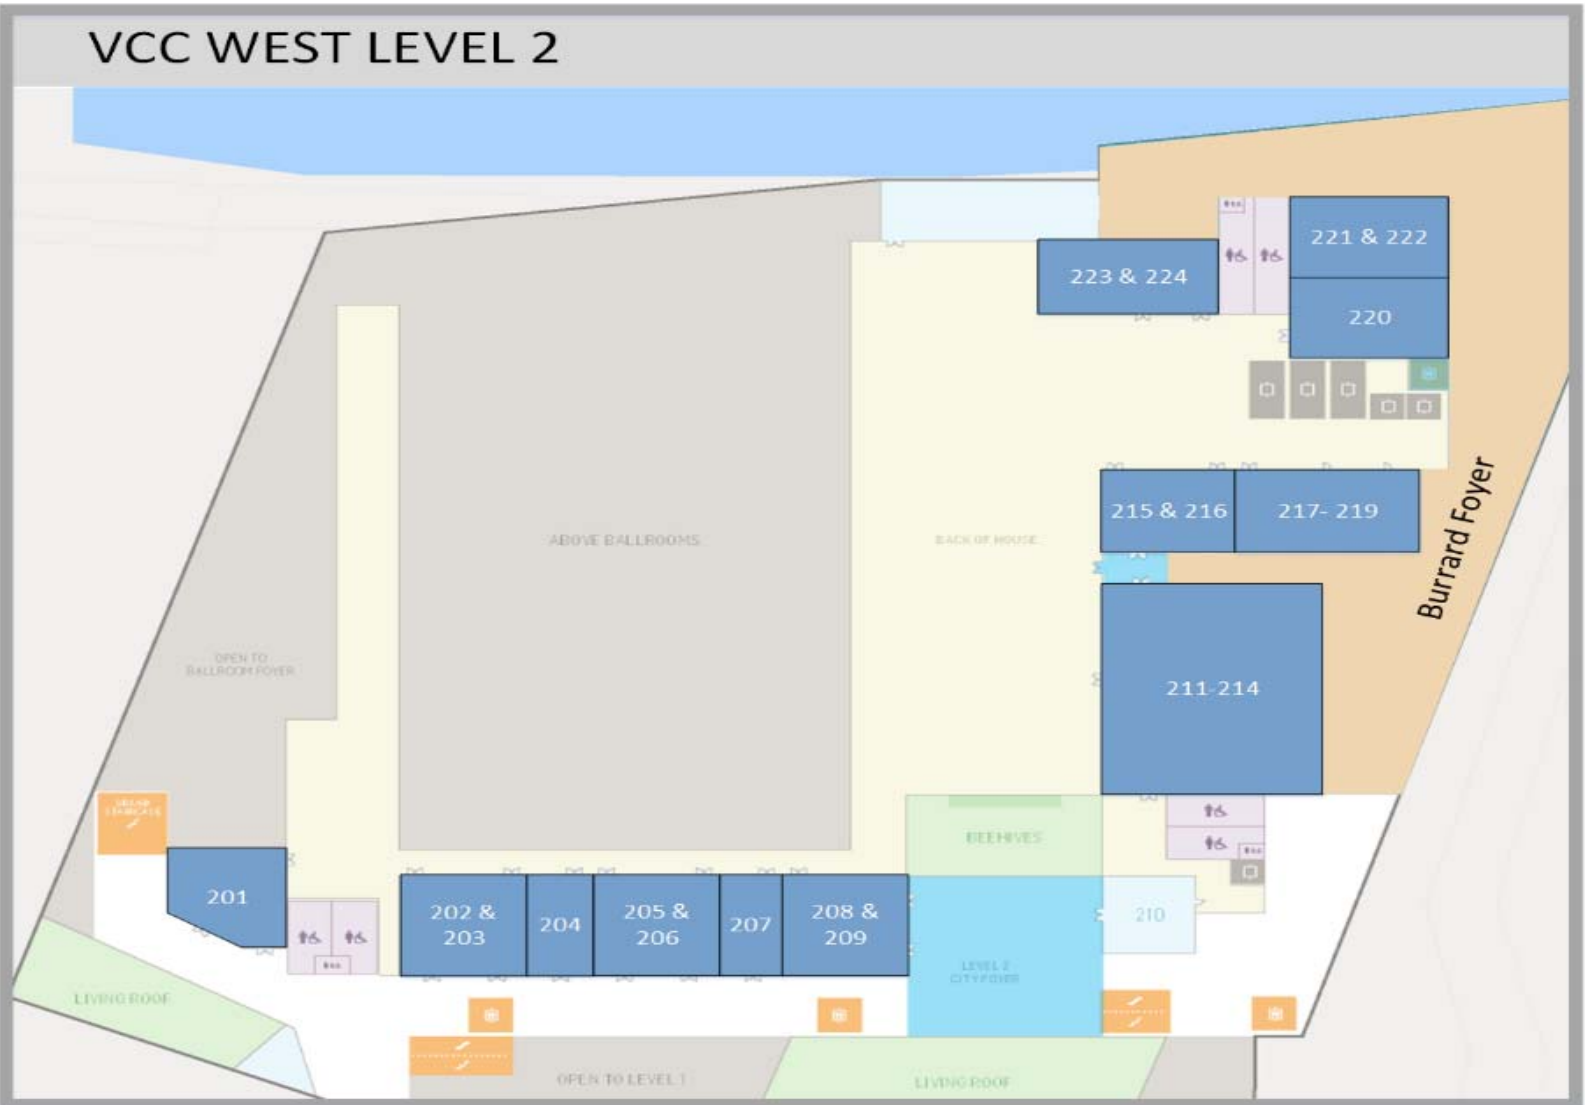 VCC WEST LEVEL 2
221 & 222
223 & 224
220
215 & 216
217- 219
Burrard Foyer
ABOVE BALLROOMS
BACK OF HOUSE
OPEN TO
BALLROOM FOYER
211-214
URBAN
STAIRCASE
BEEHIVES
201
202 &
203
204
205 &
206
207
208 &
209
210
LEVEL 2
CITY FOYER
LIVING ROOF
OPEN TO LEVEL 1
LIVING ROOF